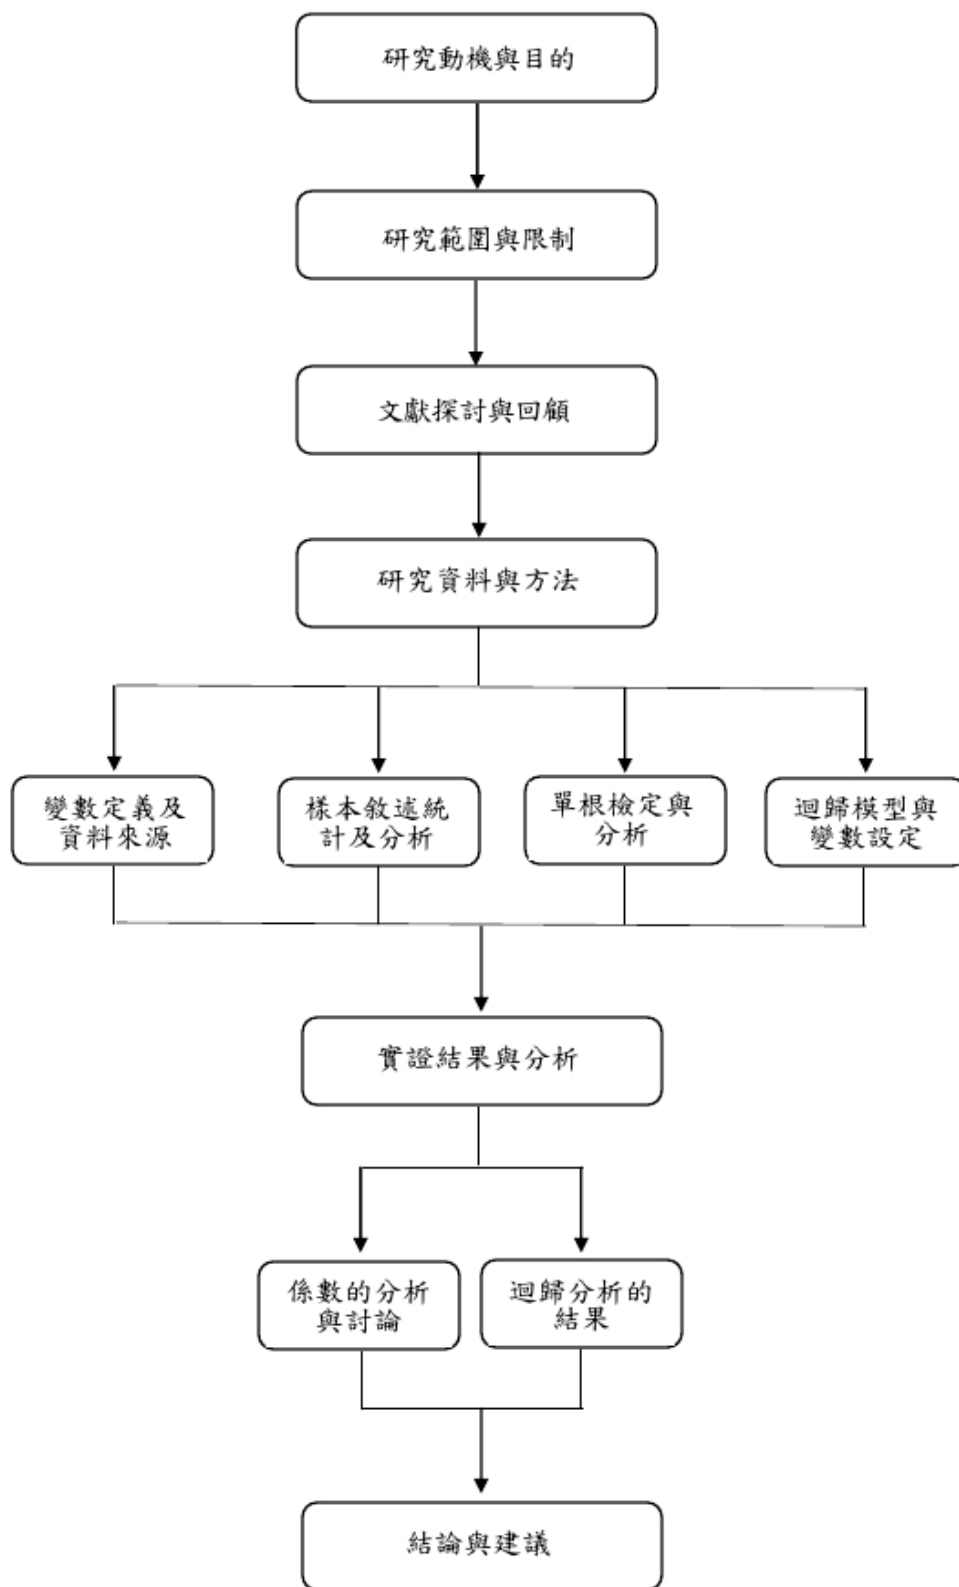 研究動機與目的
研究範圍與限制
文獻探討與回顧
研究資料與方法
變數定義及
資料來源
樣本敘述統
計及分析
單根檢定與
分析
迴歸模型與
變數設定
實證結果與分析
係數的分析
與討論
迴歸分析的
結果
結論與建議